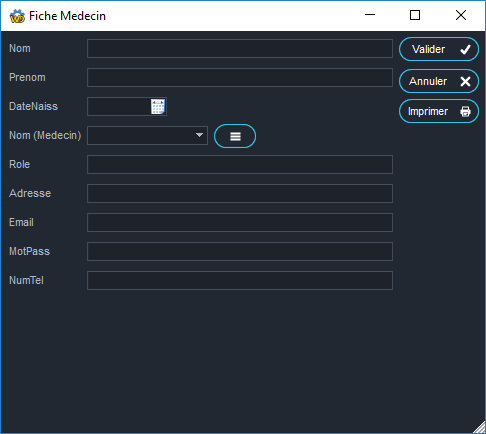 Fiche Medecin
Nom
Valider
Prenom
Annuler
DateNaiss
Imprimer
Nom (Medecin)
Role
Adresse
Email
MotPass
NumTel